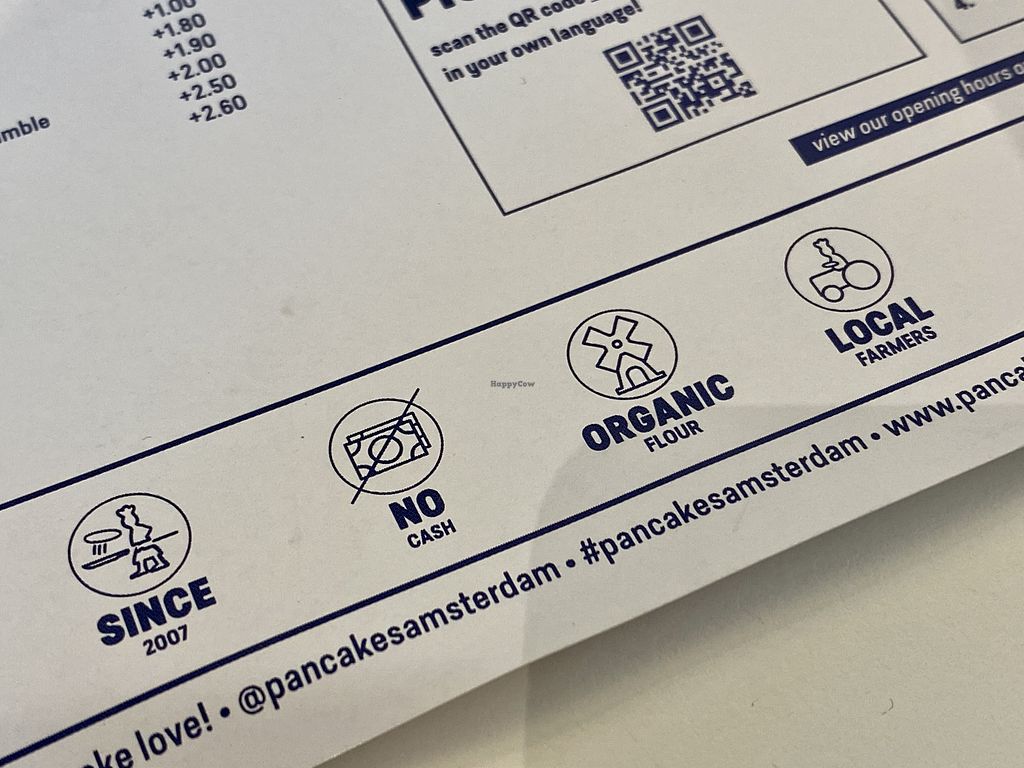 +1.00
+1.80
+1.90
+2.00
+2.50
+2.60
scan the QR code
in your own language!
4.
view our opening hours
HappyCow
LOCAL
FARMERS
ORGANIC
FLOUR
NO
CASH
SINCE
2007
love! • @pancakesamsterdam • #pancakesamsterdam • www.panca